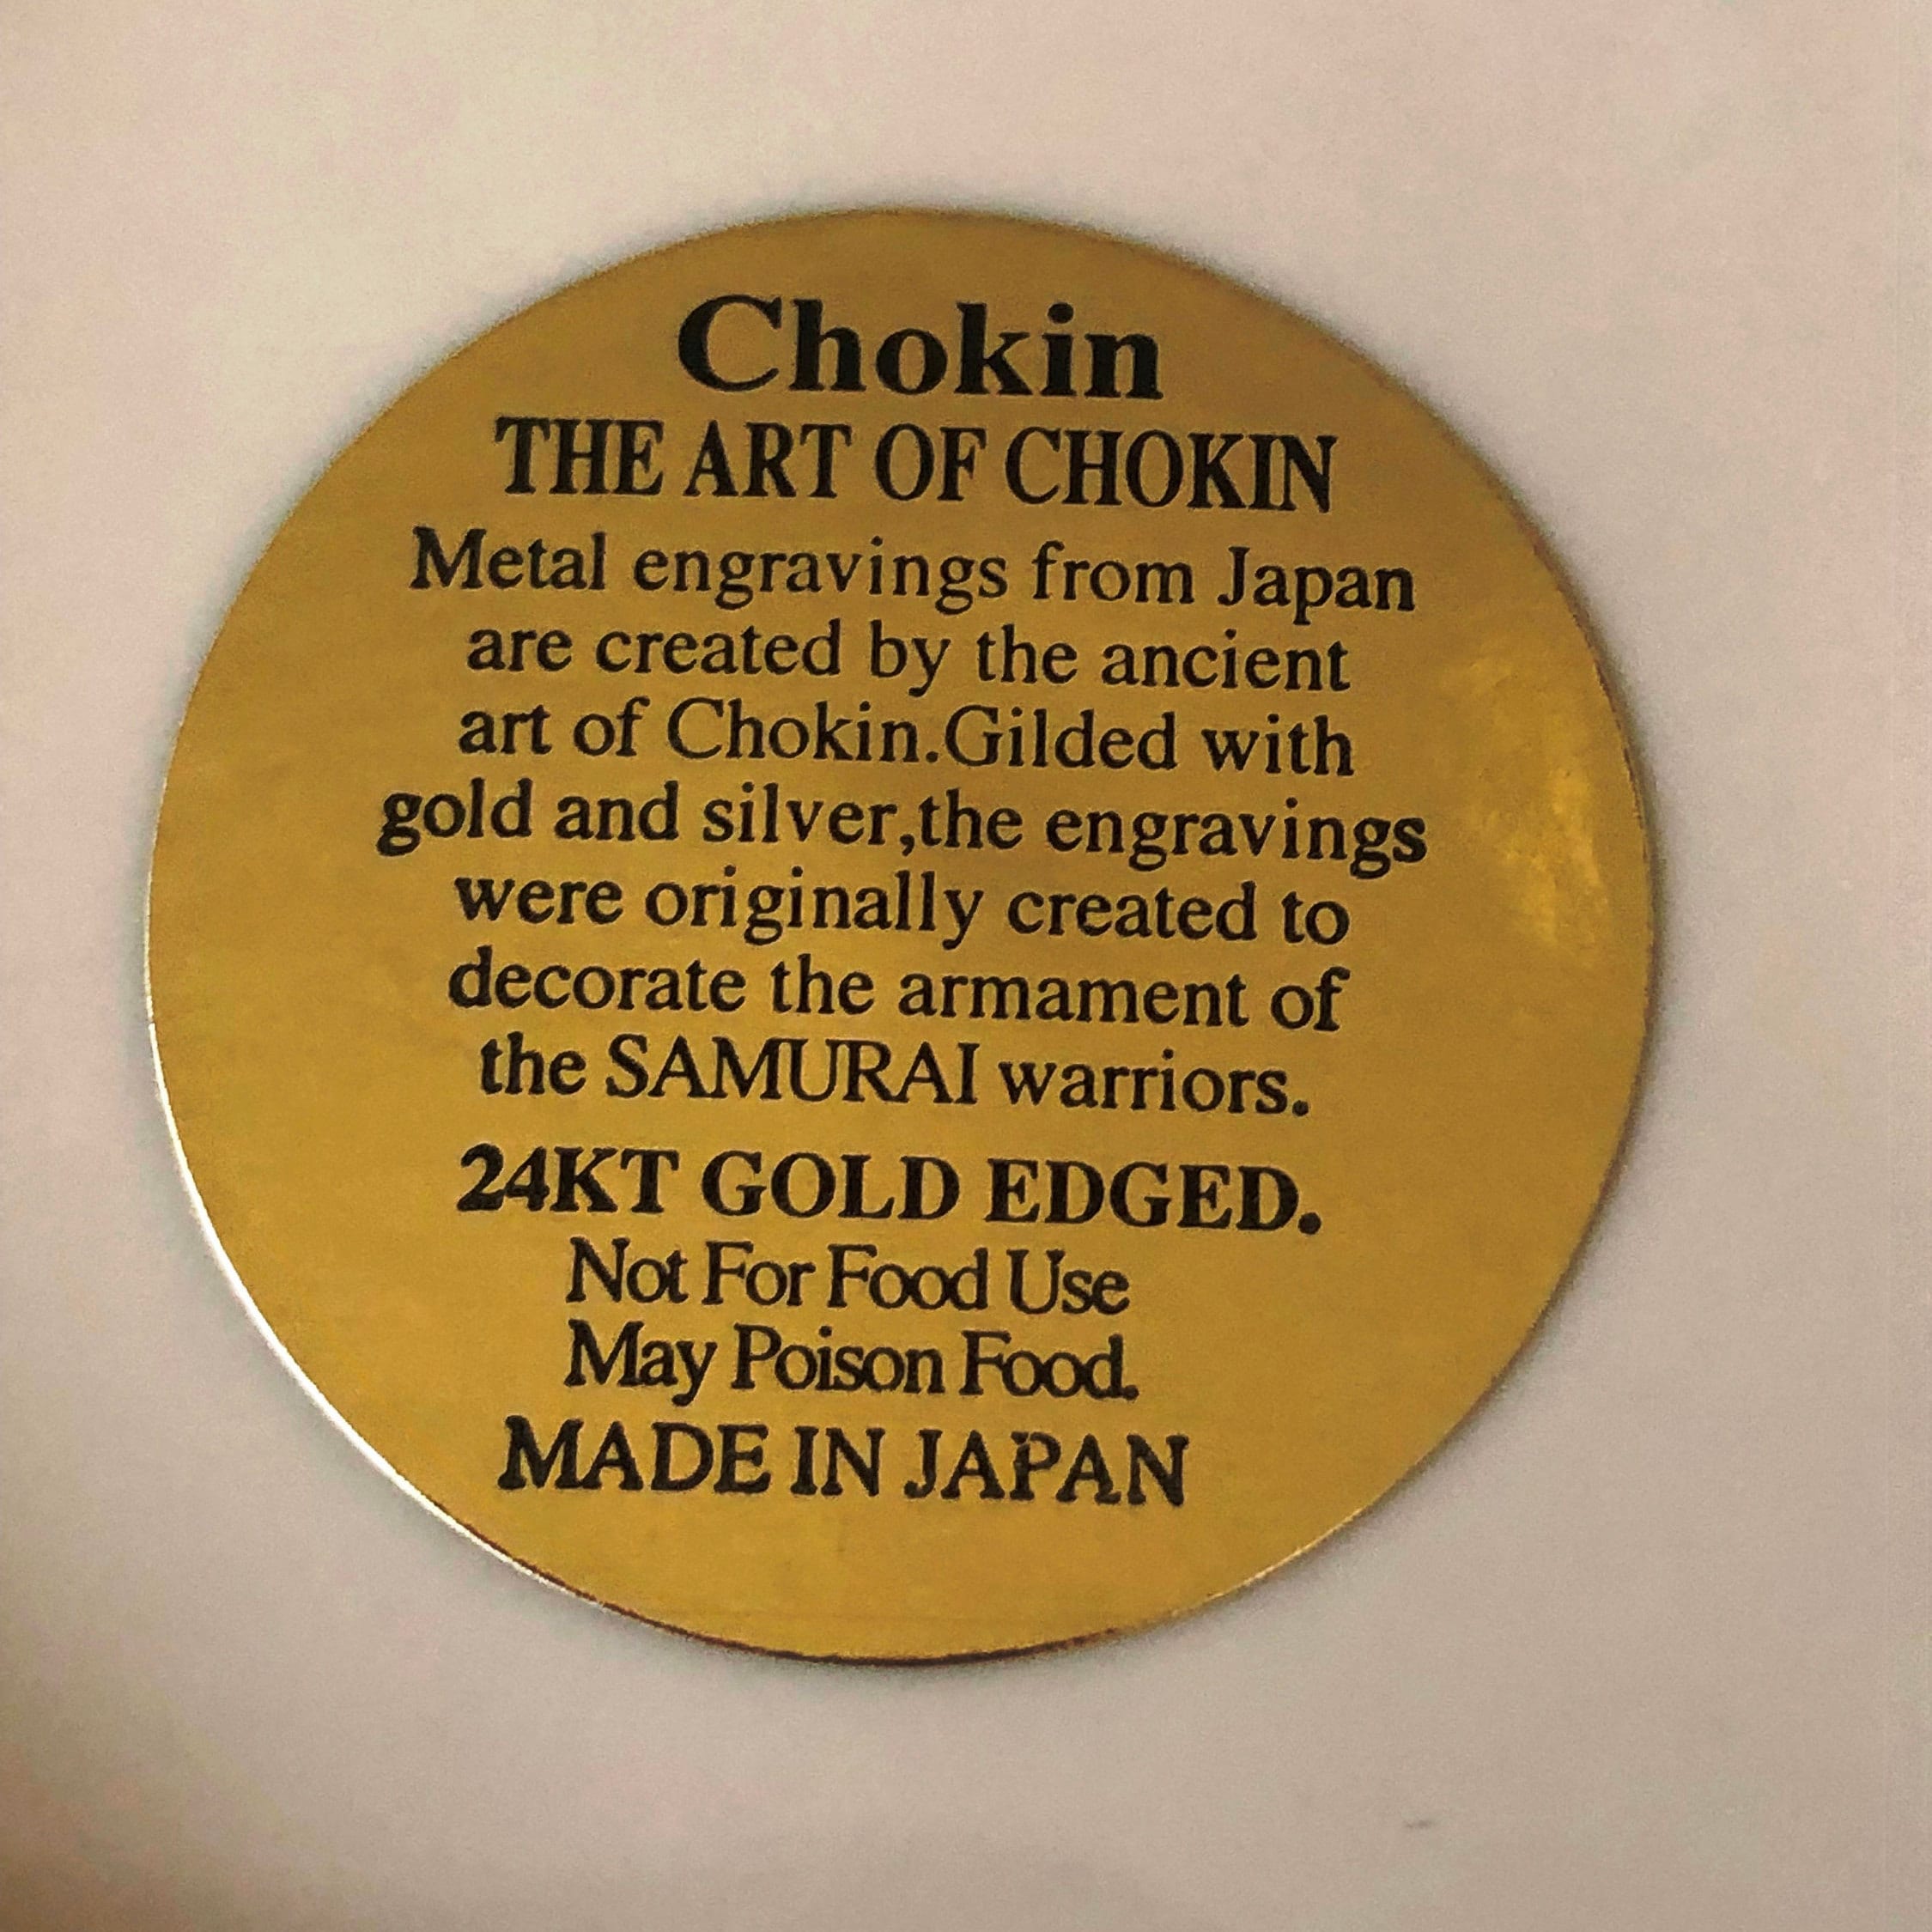 Chokin
THE ART OF CHOKIN
Metal engravings from Japan
are created by the ancient
art of Chokin.Gilded with
gold and silver,the engravings
were originally created to
decorate the armament of
the SAMURAI warriors.
24KT GOLD EDGED.
Not For Food Use
May Poison Food.
MADE IN JAPAN